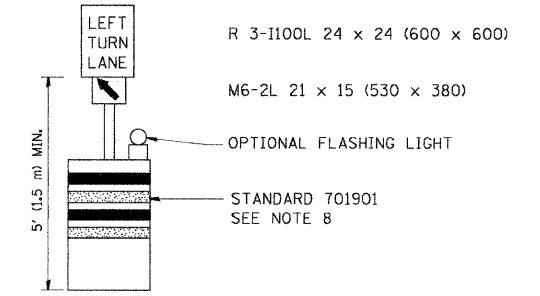 LEFT
TURN
LANE
R 3-I100L 24 x 24 (600 x 600)
M6-2L 21 x 15 (530 x 380)
OPTIONAL FLASHING LIGHT
5' (1.5 m) MIN.
STANDARD 701901
SEE NOTE 8